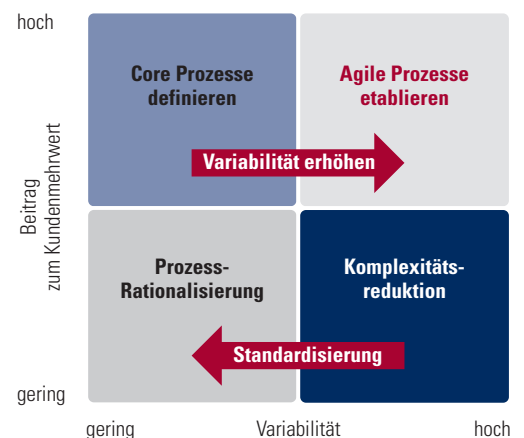 hoch
Core Prozesse
definieren
Agile Prozesse
etablieren
Variabilität erhöhen
Beitrag
zum Kundenmehrwert
Prozess-
Rationalisierung
Komplexitäts-
reduktion
Standardisierung
gering
gering
Variabilität
hoch